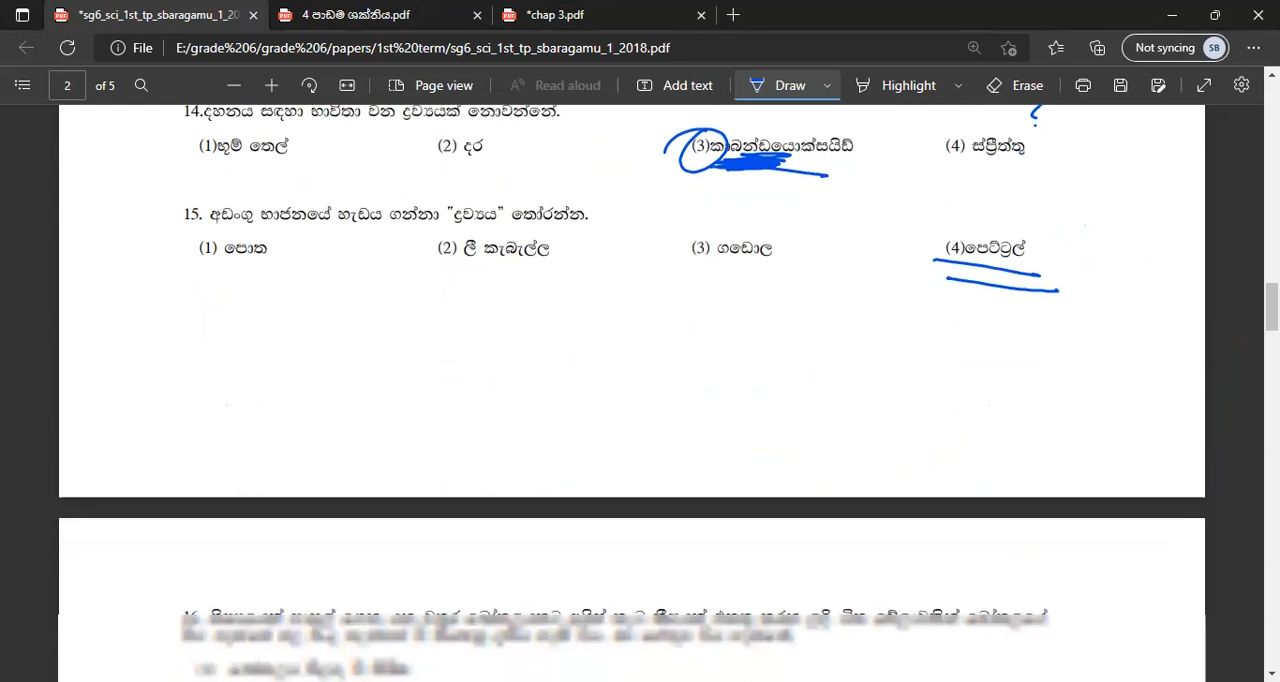 *sg6_sci_1st_tp_sbaragamu_1_20
4 පාඩම ශක්තිය.pdf
*chap 3.pdf
File
E:/grade%206/grade%206/papers/1st%20term/sg6_sci_1st_tp_sbaragamu_1_2018.pdf
Not syncing
SB
2 of 5
Page view
Read aloud
Add text
Draw
Highlight
Erase
14.දහනය සඳහා භාවිතා වන ද්‍රව්‍යයක් නොවන්නේ.
(1)භූමි තෙල් (2) දර (3)කාබන්ඩයොක්සයිඩ් (4) ස්ප්‍රීත්තු
?
15. අඩංගු භාජනයේ හැඩය ගන්නා "ද්‍රව්‍යය" තෝරන්න.
(1) පොත (2) ලී කැබැල්ල (3) ගඩොල (4)පෙට්ට්‍රල්